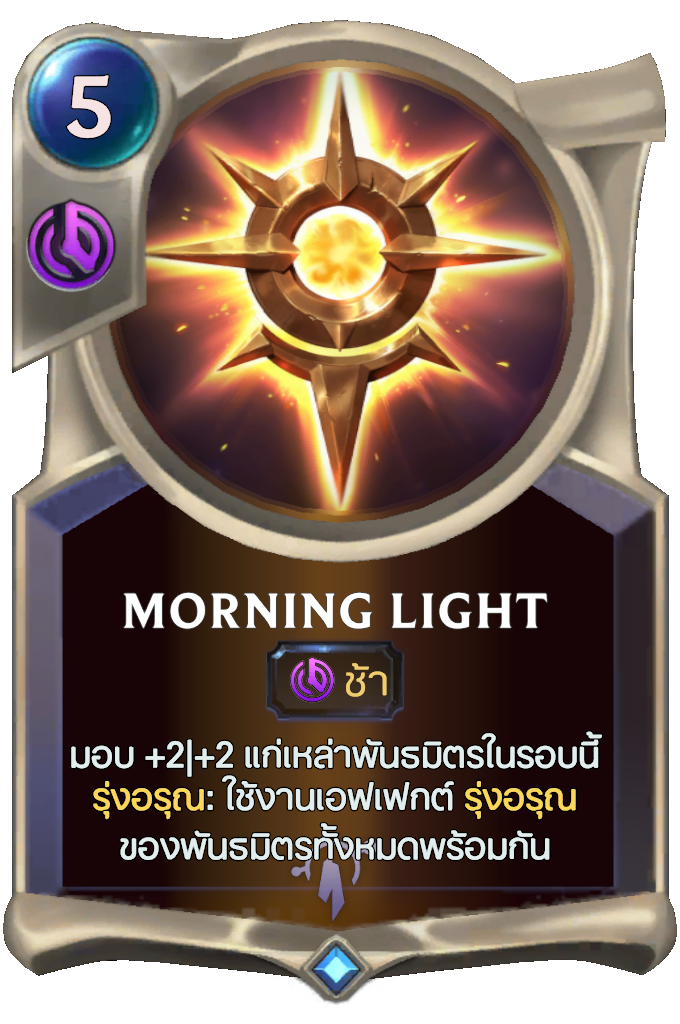 5
MORNING LIGHT
ช้า
มอบ +2|+2 แก่เหล่าพันธมิตรในรอบนี้
รุ่งอรุณ: ใช้งานเอฟเฟกต์ รุ่งอรุณ
ของพันธมิตรทั้งหมดพร้อมกัน